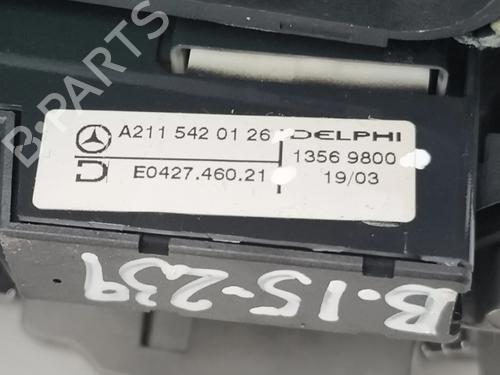 B-PARTS
A211 542 01 26 DELPHI
1356 9800
D E0427.460.21
19/03
B.15-239